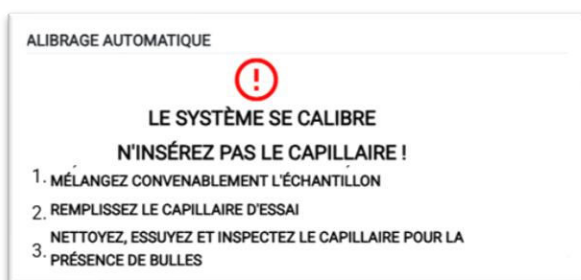 ALIBRAGE AUTOMATIQUE
!
LE SYSTÈME SE CALIBRE
N'INSÉREZ PAS LE CAPILLAIRE !
1. MÉLANGEZ CONVENABLEMENT L'ÉCHANTILLON
2. REMPLISSEZ LE CAPILLAIRE D'ESSAI
3. NETTOYEZ, ESSUYEZ ET INSPECTEZ LE CAPILLAIRE POUR LA
PRÉSENCE DE BULLES